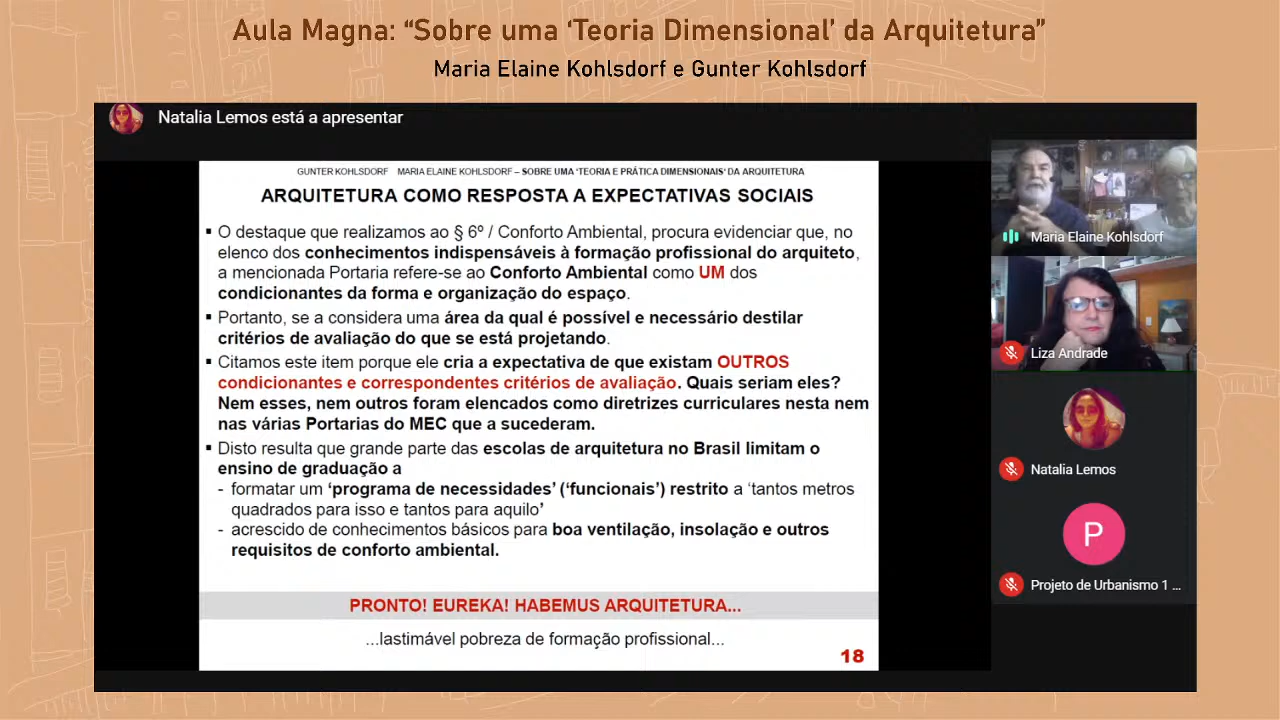 Aula Magna: “Sobre uma ‘Teoria Dimensional’ da Arquitetura”
Maria Elaine Kohlsdorf e Gunter Kohlsdorf
Natalia Lemos está a apresentar
GUNTER KOHLSDORF MARIA ELAINE KOHLSDORF – SOBRE UMA ‘TEORIA E PRÁTICA DIMENSIONAIS’ DA ARQUITETURA
ARQUITETURA COMO RESPOSTA A EXPECTATIVAS SOCIAIS
▪ O destaque que realizamos ao § 6º / Conforto Ambiental, procura evidenciar que, no
elenco dos conhecimentos indispensáveis à formação profissional do arquiteto,
a mencionada Portaria refere-se ao Conforto Ambiental como UM dos
condicionantes da forma e organização do espaço.
▪ Portanto, se a considera uma área da qual é possível e necessário destilar
critérios de avaliação do que se está projetando.
▪ Citamos este item porque ele cria a expectativa de que existam OUTROS
condicionantes e correspondentes critérios de avaliação. Quais seriam eles?
Nem esses, nem outros foram elencados como diretrizes curriculares nesta nem
nas várias Portarias do MEC que a sucederam.
▪ Disto resulta que grande parte das escolas de arquitetura no Brasil limitam o
ensino de graduação a
- formatar um ‘programa de necessidades’ (‘funcionais’) restrito a ‘tantos metros
quadrados para isso e tantos para aquilo’
- acrescido de conhecimentos básicos para boa ventilação, insolação e outros
requisitos de conforto ambiental.
PRONTO! EUREKA! HABEMUS ARQUITETURA...
...lastimável pobreza de formação profissional...
18
Maria Elaine Kohlsdorf
Liza Andrade
Natalia Lemos
P
Projeto de Urbanismo 1 ...